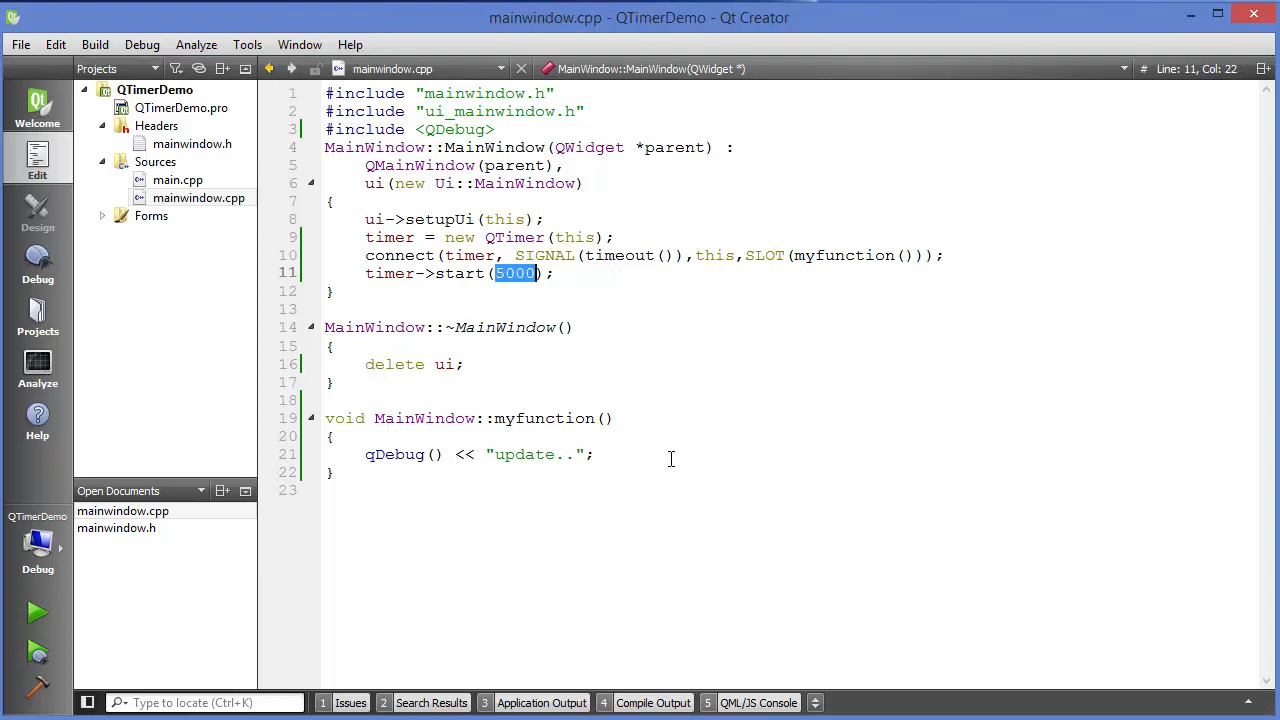 mainwindow.cpp - QTimerDemo - Qt Creator
File Edit Build Debug Analyze Tools Window Help
Projects mainwindow.cpp MainWindow::MainWindow(QWidget *) # Line: 11, Col: 22
Welcome
Edit
Design
Debug
Projects
Analyze
Help
QTimerDemo
Debug
QTimerDemo
QTimerDemo.pro
Headers
mainwindow.h
Sources
main.cpp
mainwindow.cpp
Forms
Open Documents
mainwindow.cpp
mainwindow.h
1 #include "mainwindow.h"
2 #include "ui_mainwindow.h"
3 #include <QDebug>
4 MainWindow::MainWindow(QWidget *parent) :
5 QMainWindow(parent),
6 ui(new Ui::MainWindow)
7 {
8 ui->setupUi(this);
9 timer = new QTimer(this);
10 connect(timer, SIGNAL(timeout()),this,SLOT(myfunction()));
11 timer->start(5000);
12 }
13
14 MainWindow::~MainWindow()
15 {
16 delete ui;
17 }
18
19 void MainWindow::myfunction()
20 {
21 qDebug() << "update..";
22 }
23
Type to locate (Ctrl+K) 1 Issues 2 Search Results 3 Application Output 4 Compile Output 5 QML/JS Console